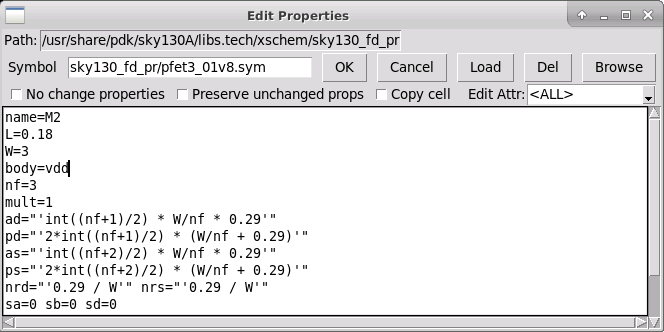 Edit Properties
Path: /usr/share/pdk/sky130A/libs.tech/xschem/sky130_fd_pr
Symbol sky130_fd_pr/pfet3_01v8.sym OK Cancel Load Del Browse
No change properties Preserve unchanged props Copy cell Edit Attr: <ALL>
name=M2
L=0.18
W=3
body=vdd
nf=3
mult=1
ad="'int((nf+1)/2) * W/nf * 0.29'"
pd="'2*int((nf+1)/2) * (W/nf + 0.29)'"
as="'int((nf+2)/2) * W/nf * 0.29'"
ps="'2*int((nf+2)/2) * (W/nf + 0.29)'"
nrd="'0.29 / W'" nrs="'0.29 / W'"
sa=0 sb=0 sd=0